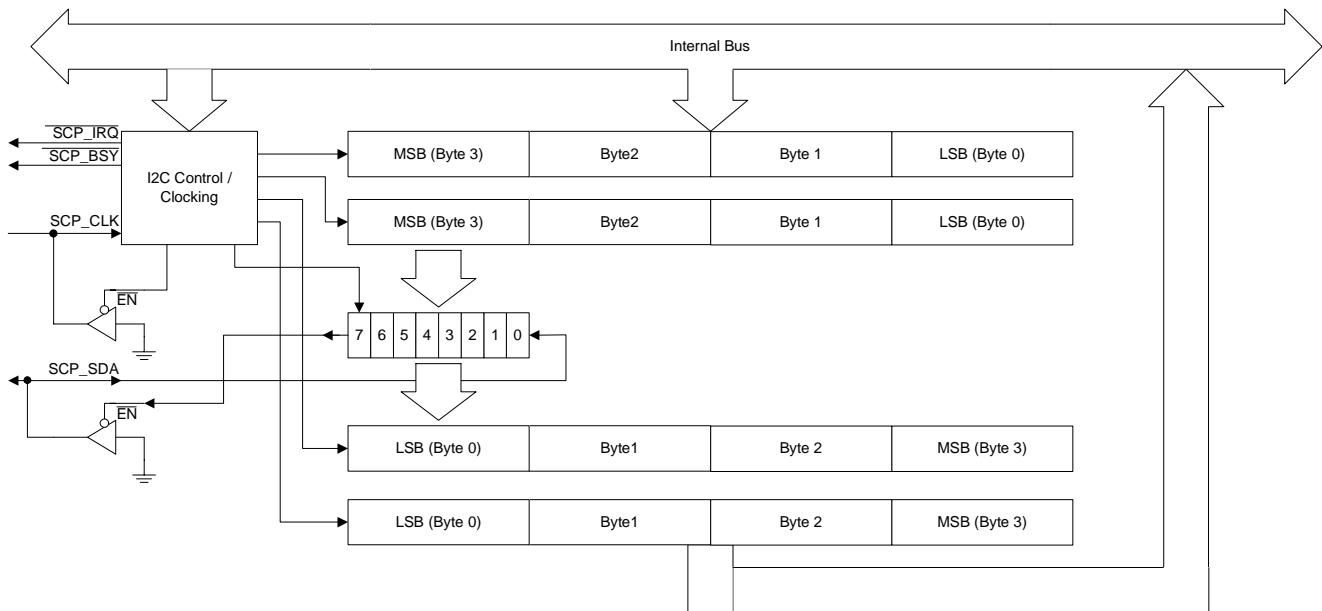 Internal Bus
SCP_IRQ
SCP_BSY
I2C Control /
Clocking
SCP_CLK
EN
MSB (Byte 3) Byte2 Byte 1 LSB (Byte 0)
MSB (Byte 3) Byte2 Byte 1 LSB (Byte 0)
7 6 5 4 3 2 1 0
SCP_SDA
EN
LSB (Byte 0) Byte1 Byte 2 MSB (Byte 3)
LSB (Byte 0) Byte1 Byte 2 MSB (Byte 3)